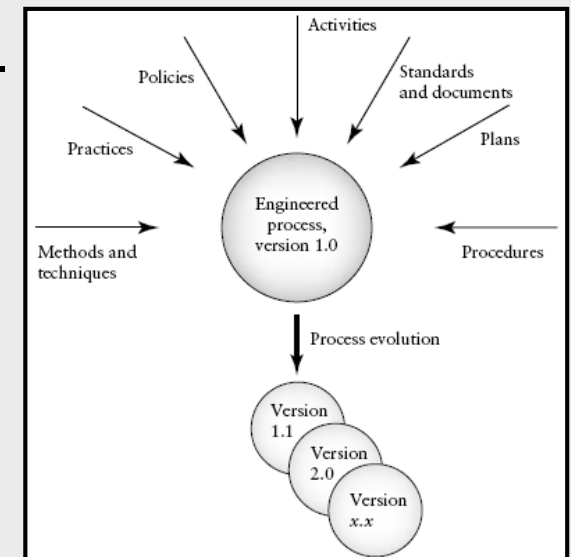 Activities
Policies
Standards
and documents
Practices
Plans
Engineered
process,
version 1.0
Methods and
techniques
Procedures
Process evolution
Version
1.1
Version
2.0
Version
x.x